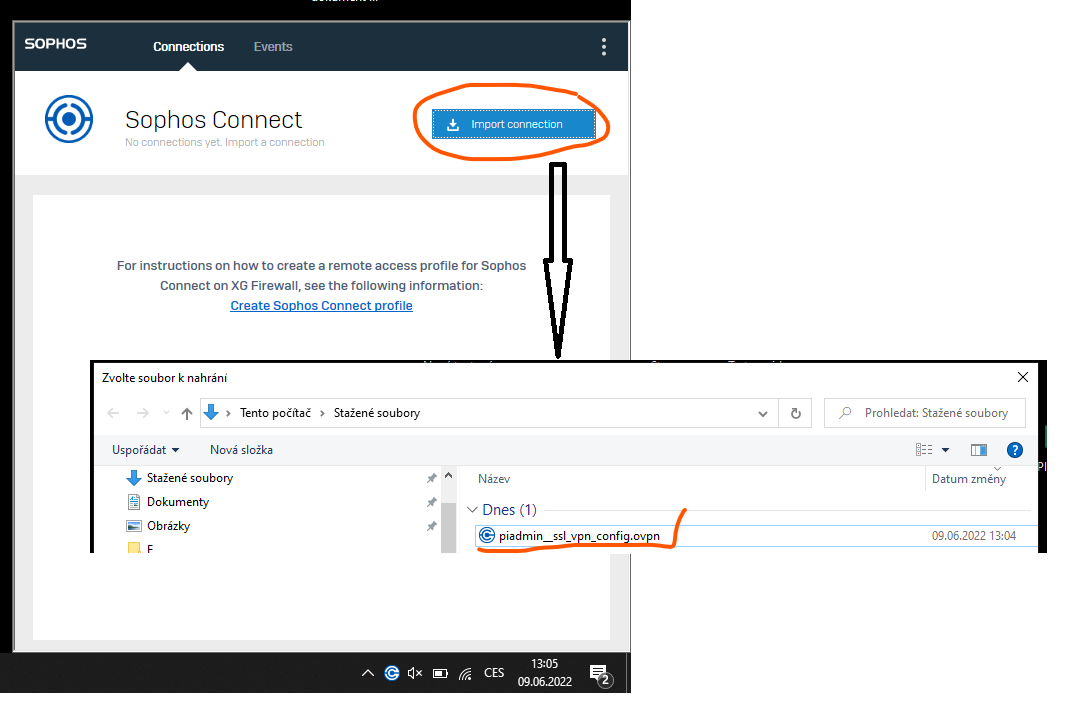 SOPHOS
Connections
Events
Sophos Connect
No connections yet. Import a connection
Import connection
For instructions on how to create a remote access profile for Sophos
Connect on XG Firewall, see the following information:
Create Sophos Connect profile
Zvolte soubor k nahrání
Tento počítač
Stažené soubory
Prohledat: Stažené soubory
Uspořádat
Nová složka
Stažené soubory
Dokumenty
Obrázky
Název
Datum změny
Dnes (1)
piadmin__ssl_vpn_config.ovpn
09.06.2022 13:04
CES
13:05
09.06.2022
2